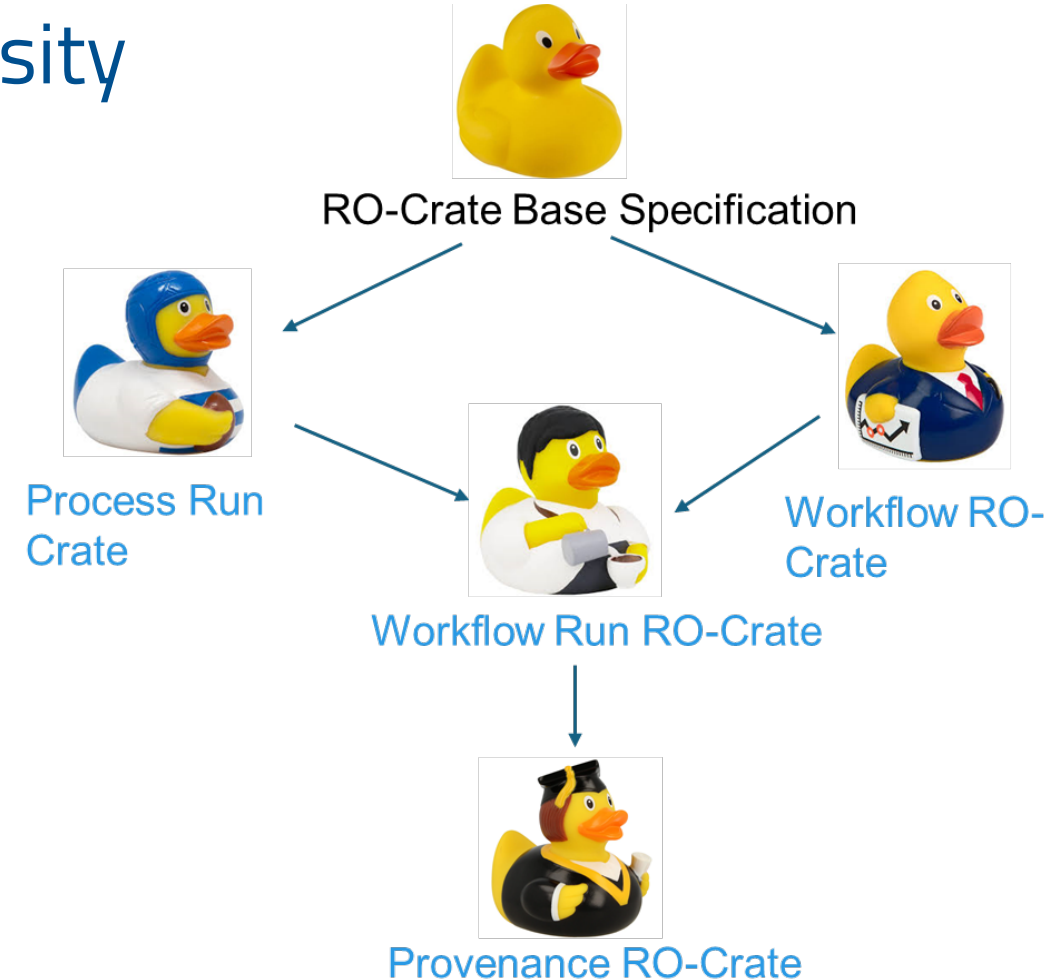 sity
RO-Crate Base Specification
Process Run
Crate
Workflow RO-
Crate
Workflow Run RO-Crate
Provenance RO-Crate